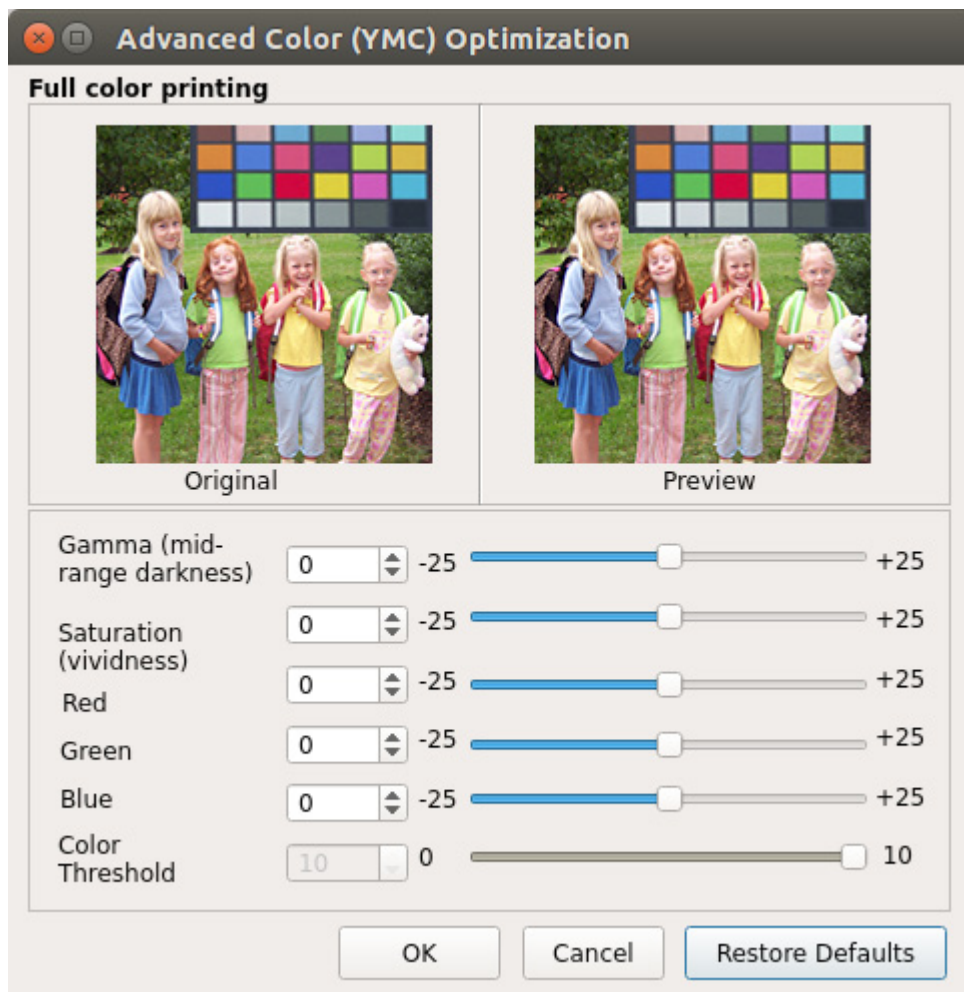 Advanced Color (YMC) Optimization
Full color printing
Original
Preview
Gamma (mid-
range darkness)
0
-25
+25
Saturation
(vividness)
0
-25
+25
Red
0
-25
+25
Green
0
-25
+25
Blue
0
-25
+25
Color
Threshold
10
0
10
OK
Cancel
Restore Defaults